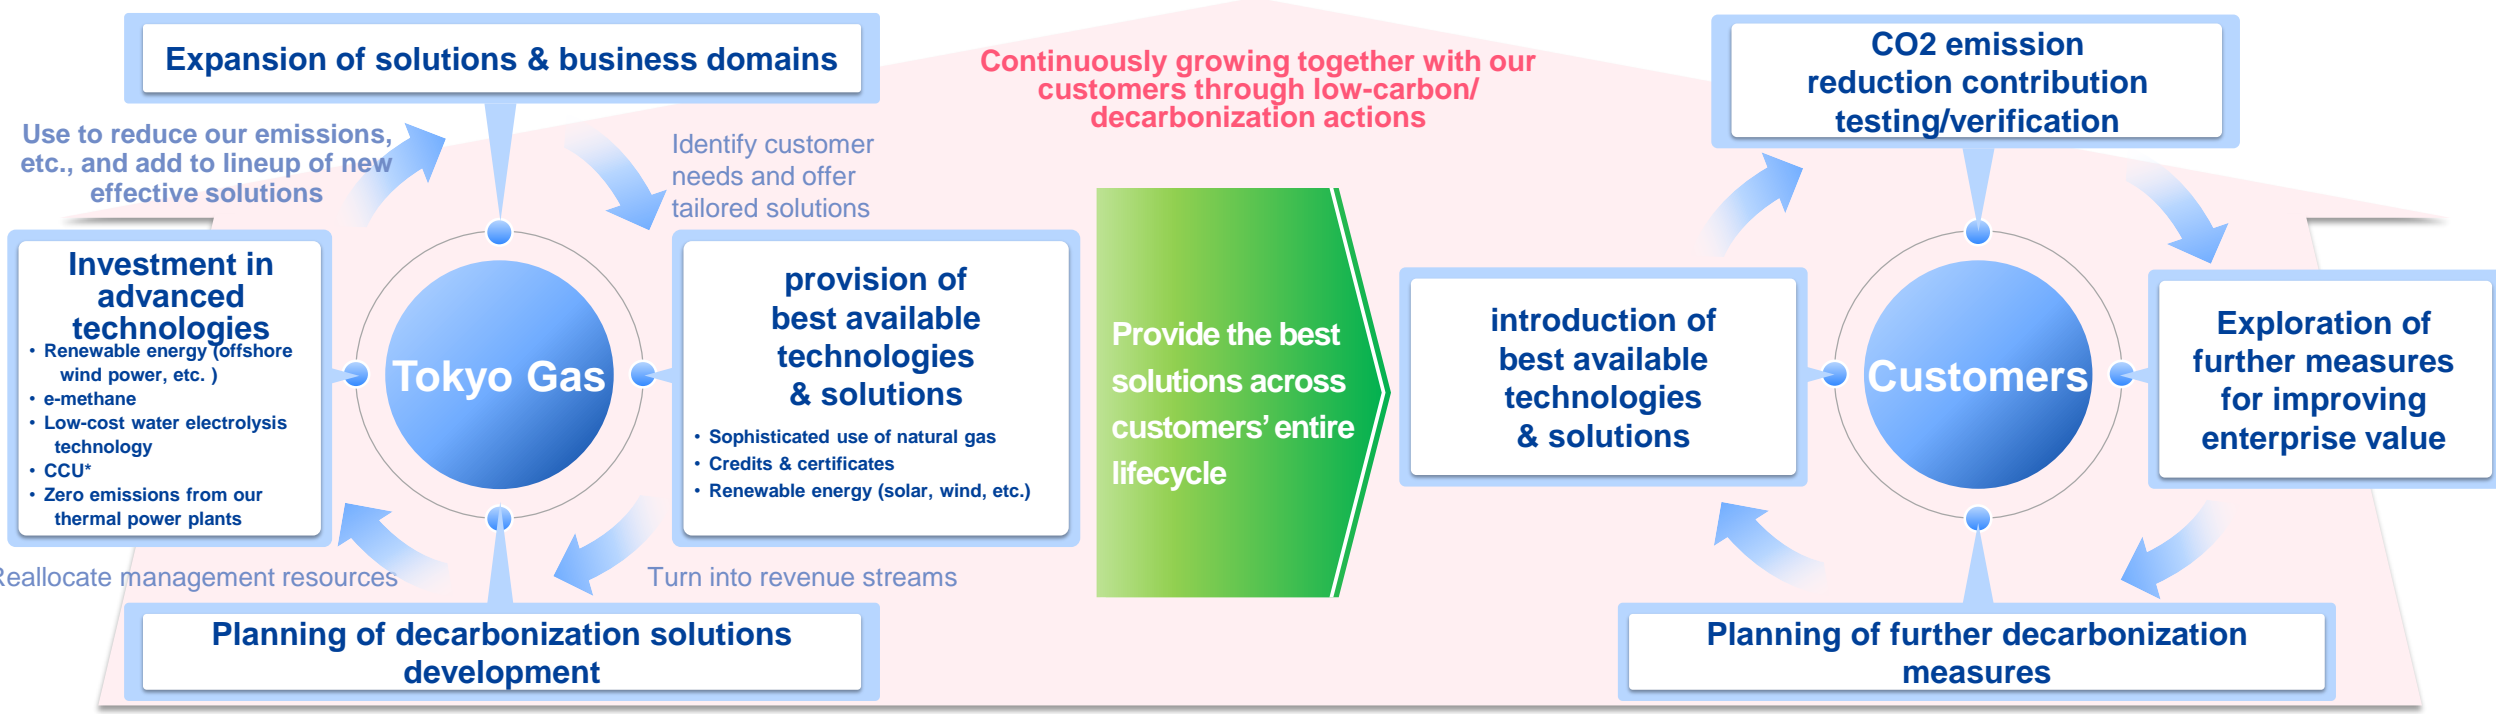 Expansion of solutions & business domains
Use to reduce our emissions,
etc., and add to lineup of new
effective solutions
Identify customer
needs and offer
tailored solutions
Investment in
advanced
technologies
• Renewable energy (offshore
wind power, etc. )
• e-methane
• Low-cost water electrolysis
technology
• CCU*
• Zero emissions from our
thermal power plants
Tokyo Gas
provision of
best available
technologies
& solutions
• Sophisticated use of natural gas
• Credits & certificates
• Renewable energy (solar, wind, etc.)
Reallocate management resources
Turn into revenue streams
Planning of decarbonization solutions
development
Continuously growing together with our
customers through low-carbon/
decarbonization actions
Provide the best
solutions across
customers’ entire
lifecycle
CO2 emission
reduction contribution
testing/verification
introduction of
best available
technologies
& solutions
Customers
Exploration of
further measures
for improving
enterprise value
Planning of further decarbonization
measures